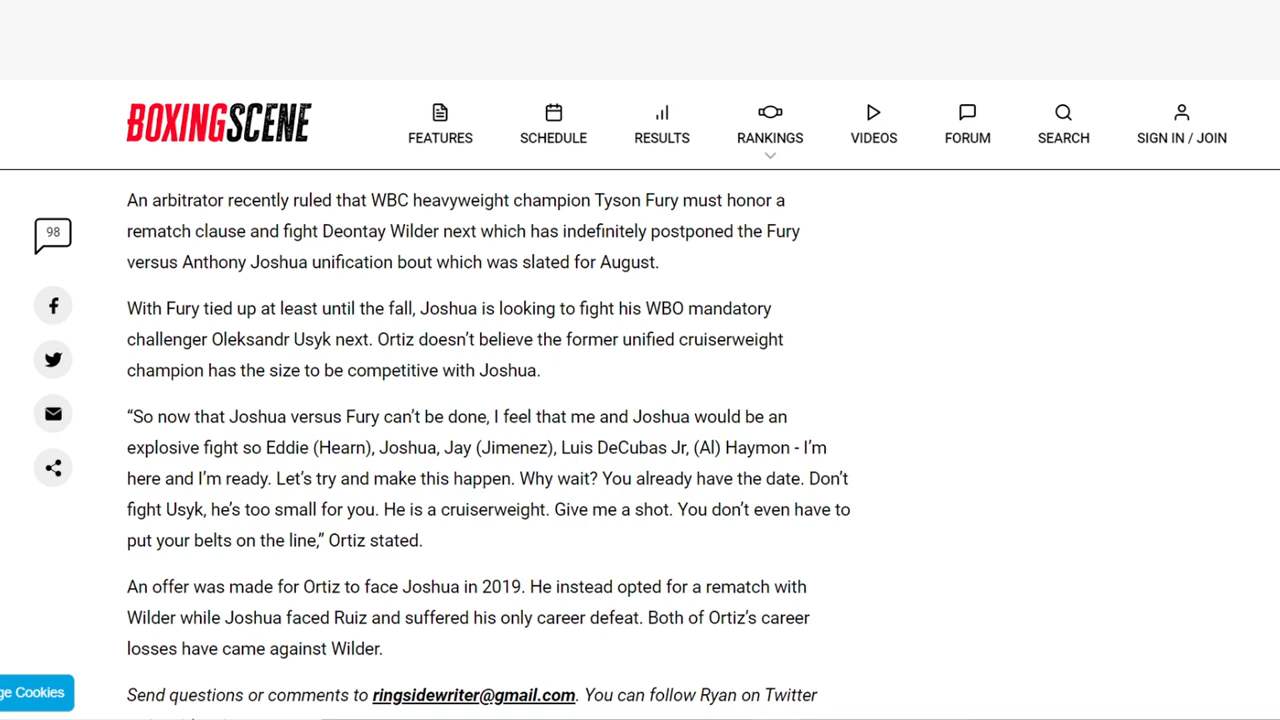 BOXINGSCENE
FEATURES
SCHEDULE
RESULTS
RANKINGS
VIDEOS
FORUM
SEARCH
SIGN IN / JOIN
98
An arbitrator recently ruled that WBC heavyweight champion Tyson Fury must honor a
rematch clause and fight Deontay Wilder next which has indefinitely postponed the Fury
versus Anthony Joshua unification bout which was slated for August.
With Fury tied up at least until the fall, Joshua is looking to fight his WBO mandatory
challenger Oleksandr Usyk next. Ortiz doesn’t believe the former unified cruiserweight
champion has the size to be competitive with Joshua.
“So now that Joshua versus Fury can’t be done, I feel that me and Joshua would be an
explosive fight so Eddie (Hearn), Joshua, Jay (Jimenez), Luis DeCubas Jr, (Al) Haymon - I’m
here and I’m ready. Let’s try and make this happen. Why wait? You already have the date. Don’t
fight Usyk, he’s too small for you. He is a cruiserweight. Give me a shot. You don’t even have to
put your belts on the line,” Ortiz stated.
An offer was made for Ortiz to face Joshua in 2019. He instead opted for a rematch with
Wilder while Joshua faced Ruiz and suffered his only career defeat. Both of Ortiz’s career
losses have came against Wilder.
ge Cookies
Send questions or comments to ringsidewriter@gmail.com. You can follow Ryan on Twitter